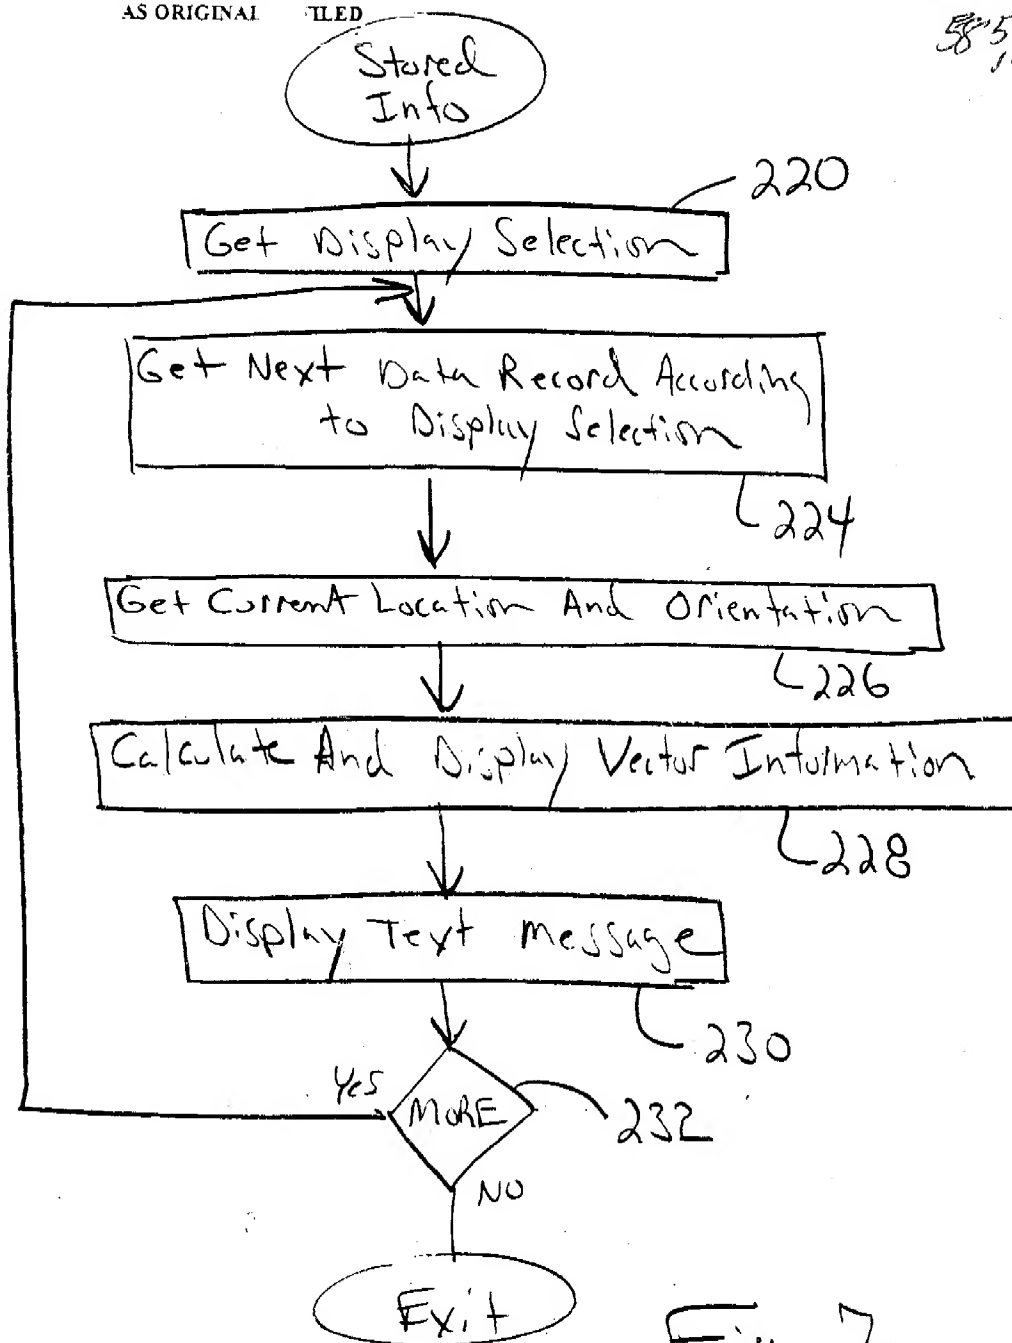 AS ORIGINAL
Stored
Info
220
Get Display Selection
Get Next Data Record According
to Display Selection
224
Get Current Location And Orientation
226
Calculate And Display Vector Information
228
Display Text Message
230
Yes
MORE
232
NO
Exit